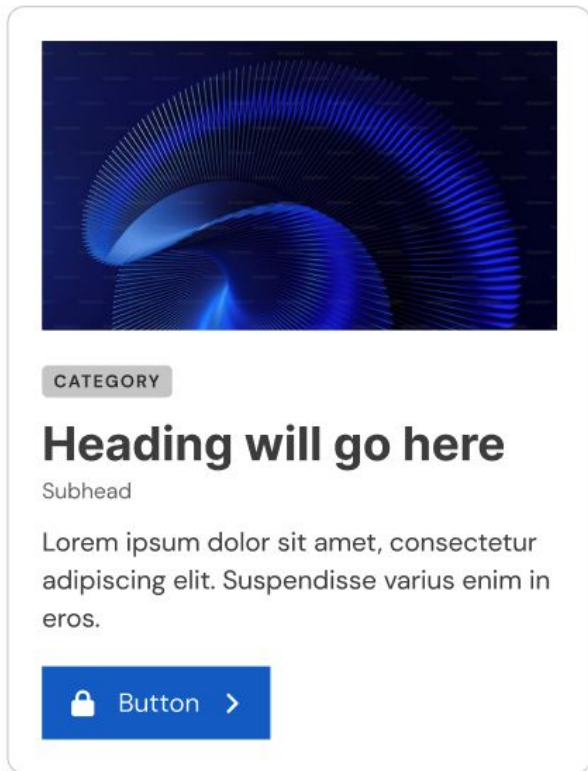 CATEGORY
Heading will go here
Subhead
Lorem ipsum dolor sit amet, consectetur
adipiscing elit. Suspendisse varius enim in
eros.
Button